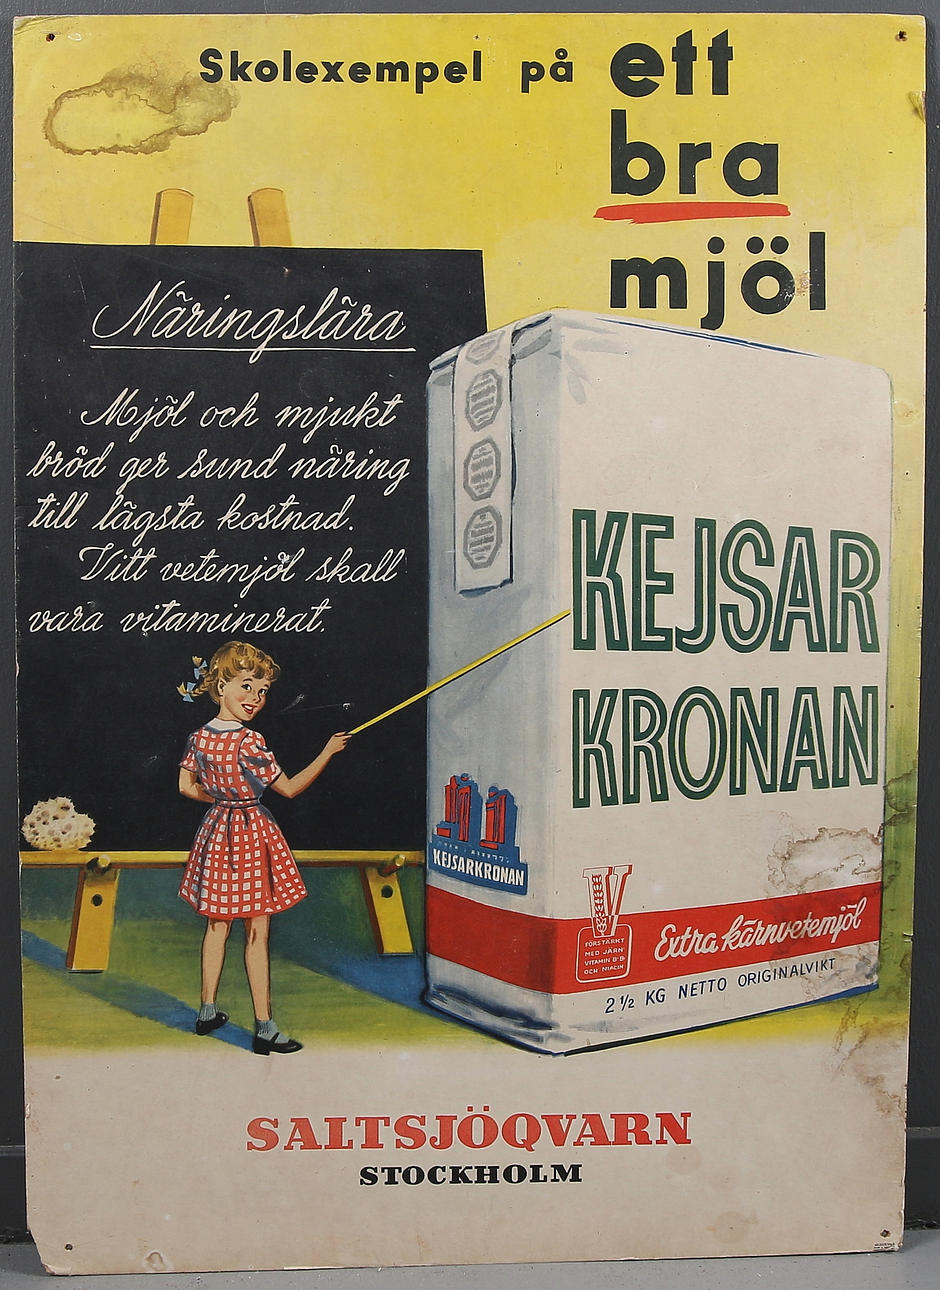 Skolexempel på ett
bra
mjöl
Näringslära
Mjöl och mjukt
bröd ger sund näring
till lägsta kostnad.
Vitt vetemjöl skall
vara vitaminerat.
KEJSAR
KRONAN
KEJSARKRONAN
V
FÖRSTÄRKT
MED JÄRN
VITAMIN B-B
OCH NIACIN
Extra kärnvetemjöl
2 1/2 KG NETTO ORIGINALVIKT
SALTSJÖQVARN
STOCKHOLM